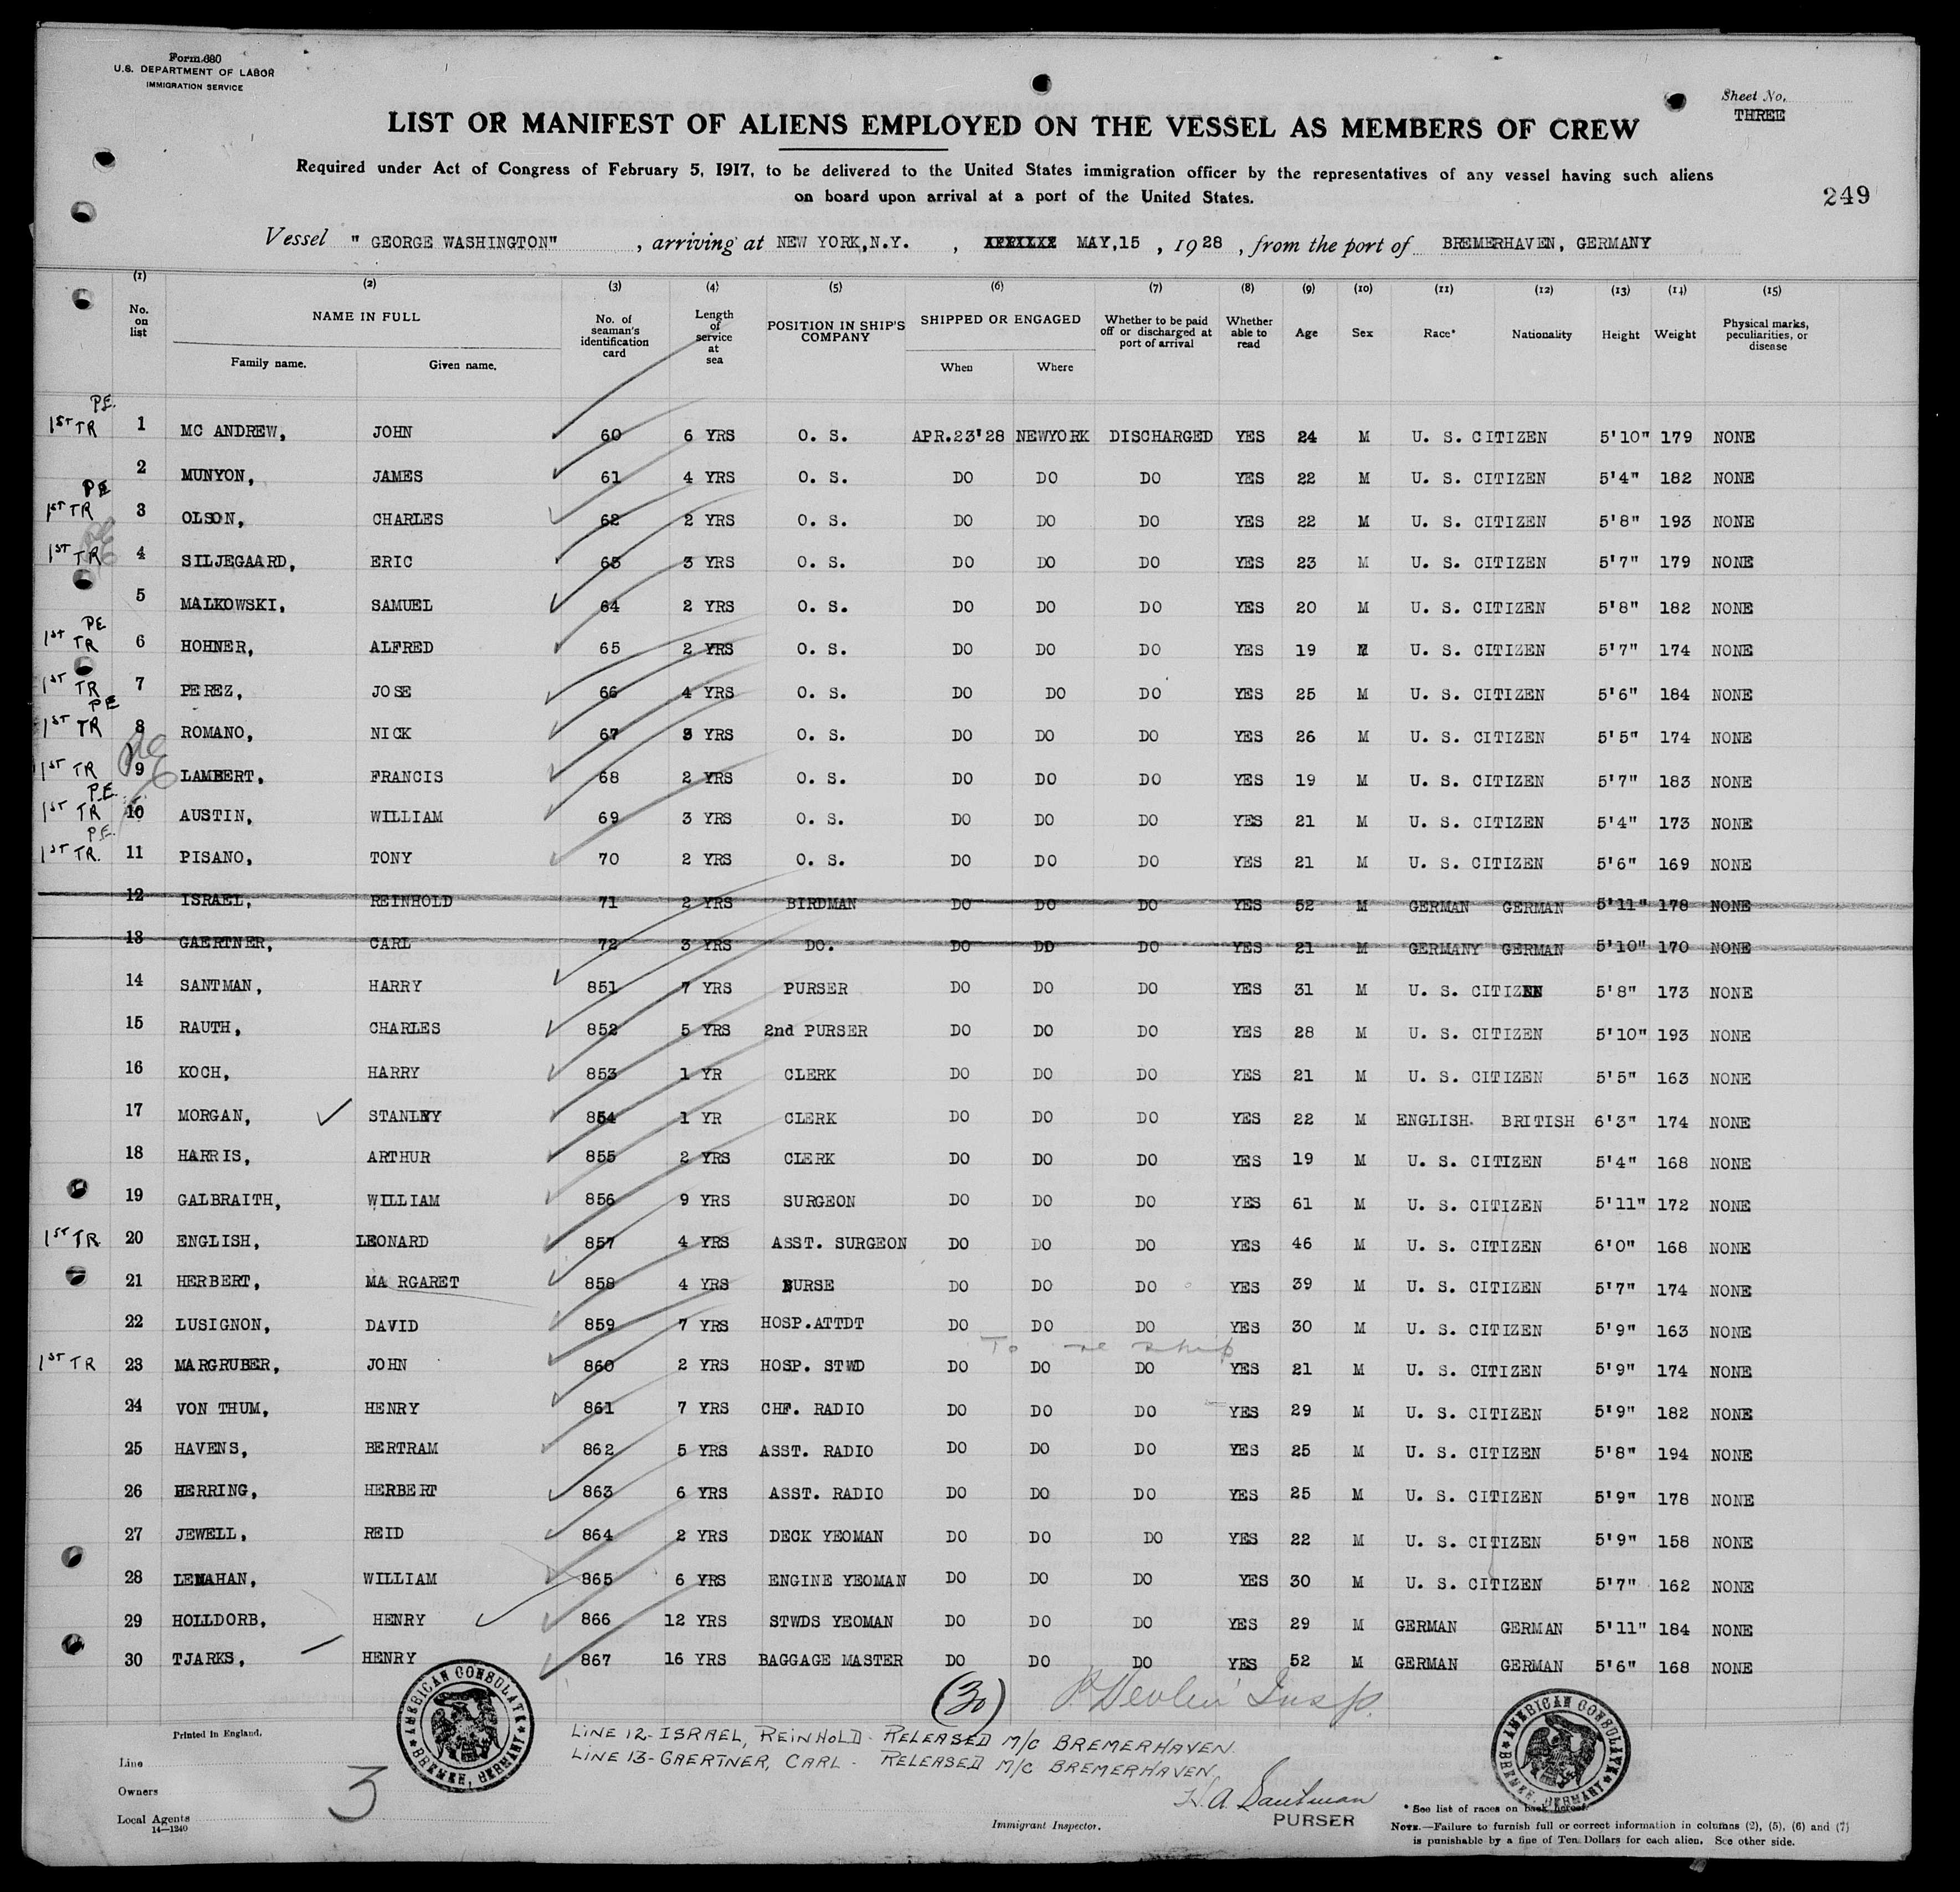 Form 680
U.S. DEPARTMENT OF LABOR
IMMIGRATION SERVICE
Sheet No.
THREE
LIST OR MANIFEST OF ALIENS EMPLOYED ON THE VESSEL AS MEMBERS OF CREW
Required under Act of Congress of February 5, 1917, to be delivered to the United States immigration officer by the representatives of any vessel having such aliens
on board upon arrival at a port of the United States.
249
Vessel " GEORGE WASHINGTON" , arriving at NEW YORK,N.Y. , MAY,15 , 1928 , from the port of BREMERHAVEN, GERMANY
(1) (2) (3) (4) (5) (6) (7) (8) (9) (10) (11) (12) (13) (14) (15)
No. on list NAME IN FULL Family name. Given name. No. of seaman's identification card Length of service at sea POSITION IN SHIP'S COMPANY SHIPPED OR ENGAGED When Where Whether to be paid off or discharged at port of arrival Whether able to read Age Sex Race* Nationality Height Weight Physical marks, peculiarities, or disease
P.E.
1ST TR 1 MC ANDREW, JOHN 60 6 YRS O. S. APR.23'28 NEWYORK DISCHARGED YES 24 M U. S. CITIZEN 5'10" 179 NONE
2 MUNYON, JAMES 61 4 YRS O. S. DO DO DO YES 22 M U. S. CITIZEN 5'4" 182 NONE
PE
1ST TR 3 OLSON, CHARLES 62 2 YRS O. S. DO DO DO YES 22 M U. S. CITIZEN 5'8" 193 NONE
1ST TR 4 SILJEGAARD, ERIC 63 3 YRS O. S. DO DO DO YES 23 M U. S. CITIZEN 5'7" 179 NONE
5 MALKOWSKI, SAMUEL 64 2 YRS O. S. DO DO DO YES 20 M U. S. CITIZEN 5'8" 182 NONE
PE
1ST TR 6 HOHNER, ALFRED 65 2 YRS O. S. DO DO DO YES 19 M U. S. CITIZEN 5'7" 174 NONE
1ST TR 7 PEREZ, JOSE 66 4 YRS O. S. DO DO DO YES 25 M U. S. CITIZEN 5'6" 184 NONE
PE
1ST TR 8 ROMANO, NICK 67 YRS O. S. DO DO DO YES 26 M U. S. CITIZEN 5'5" 174 NONE
1ST TR 9 LAMBERT, FRANCIS 68 2 YRS O. S. DO DO DO YES 19 M U. S. CITIZEN 5'7" 183 NONE
P.E.
1ST TR 10 AUSTIN, WILLIAM 69 3 YRS O. S. DO DO DO YES 21 M U. S. CITIZEN 5'4" 173 NONE
P.E.
1ST TR. 11 PISANO, TONY 70 2 YRS O. S. DO DO DO YES 21 M U. S. CITIZEN 5'6" 169 NONE
12 ISRAEL, REINHOLD 71 2 YRS BIRDMAN DO DO DO YES 52 M GERMAN GERMAN 5'11" 178 NONE
13 GAERTNER, CARL 72 3 YRS DO. DO DO DO YES 21 M GERMANY GERMAN 5'10" 170 NONE
14 SANTMAN, HARRY 851 7 YRS PURSER DO DO DO YES 31 M U. S. CITIZEN 5'8" 173 NONE
15 RAUTH, CHARLES 852 5 YRS 2nd PURSER DO DO DO YES 28 M U. S. CITIZEN 5'10" 193 NONE
16 KOCH, HARRY 853 1 YR CLERK DO DO DO YES 21 M U. S. CITIZEN 5'5" 163 NONE
17 MORGAN, STANLEY 854 1 YR CLERK DO DO DO YES 22 M ENGLISH. BRITISH 6'3" 174 NONE
18 HARRIS, ARTHUR 855 2 YRS CLERK DO DO DO YES 19 M U. S. CITIZEN 5'4" 168 NONE
19 GALBRAITH, WILLIAM 856 9 YRS SURGEON DO DO DO YES 61 M U. S. CITIZEN 5'11" 172 NONE
1ST TR 20 ENGLISH, LEONARD 857 4 YRS ASST. SURGEON DO DO DO YES 46 M U. S. CITIZEN 6'0" 168 NONE
21 HERBERT, MA RGARET 858 4 YRS NURSE DO DO DO YES 39 M U. S. CITIZEN 5'7" 174 NONE
22 LUSIGNON, DAVID 859 7 YRS HOSP.ATTDT DO DO DO YES 30 M U. S. CITIZEN 5'9" 163 NONE
To re ship
1ST TR 23 MARGRUBER, JOHN 860 2 YRS HOSP. STWD DO DO DO YES 21 M U. S. CITIZEN 5'9" 174 NONE
24 VON THUM, HENRY 861 7 YRS CHF. RADIO DO DO DO YES 29 M U. S. CITIZEN 5'9" 182 NONE
25 HAVENS, BERTRAM 862 5 YRS ASST. RADIO DO DO DO YES 25 M U. S. CITIZEN 5'8" 194 NONE
26 HERRING, HERBERT 863 6 YRS ASST. RADIO DO DO DO YES 25 M U. S. CITIZEN 5'9" 178 NONE
27 JEWELL, REID 864 2 YRS DECK YEOMAN DO DO DO YES 22 M U. S. CITIZEN 5'9" 158 NONE
28 LENAHAN, WILLIAM 865 6 YRS ENGINE YEOMAN DO DO DO YES 30 M U. S. CITIZEN 5'7" 162 NONE
29 HOLLDORB, HENRY 866 12 YRS STWDS YEOMAN DO DO DO YES 29 M GERMAN GERMAN 5'11" 184 NONE
30 TJARKS, HENRY 867 16 YRS BAGGAGE MASTER DO DO DO YES 52 M GERMAN GERMAN 5'6" 168 NONE
(30) P. Devlin Insp.
AMERICAN CONSULATE BREMEN, GERMANY
AMERICAN CONSULATE BREMEN, GERMANY
Printed in England.
LINE 12- ISRAEL, REINHOLD- RELEASED M/C BREMERHAVEN.
LINE 13- GAERTNER, CARL - RELEASED M/C BREMERHAVEN.
Line
Owners
Local Agents
14—1240
3
H. A. Santman
PURSER
Immigrant Inspector.
* See list of races on back hereof.
NOTE.—Failure to furnish full or correct information in columns (2), (5), (6) and (7)
is punishable by a fine of Ten Dollars for each alien. See other side.